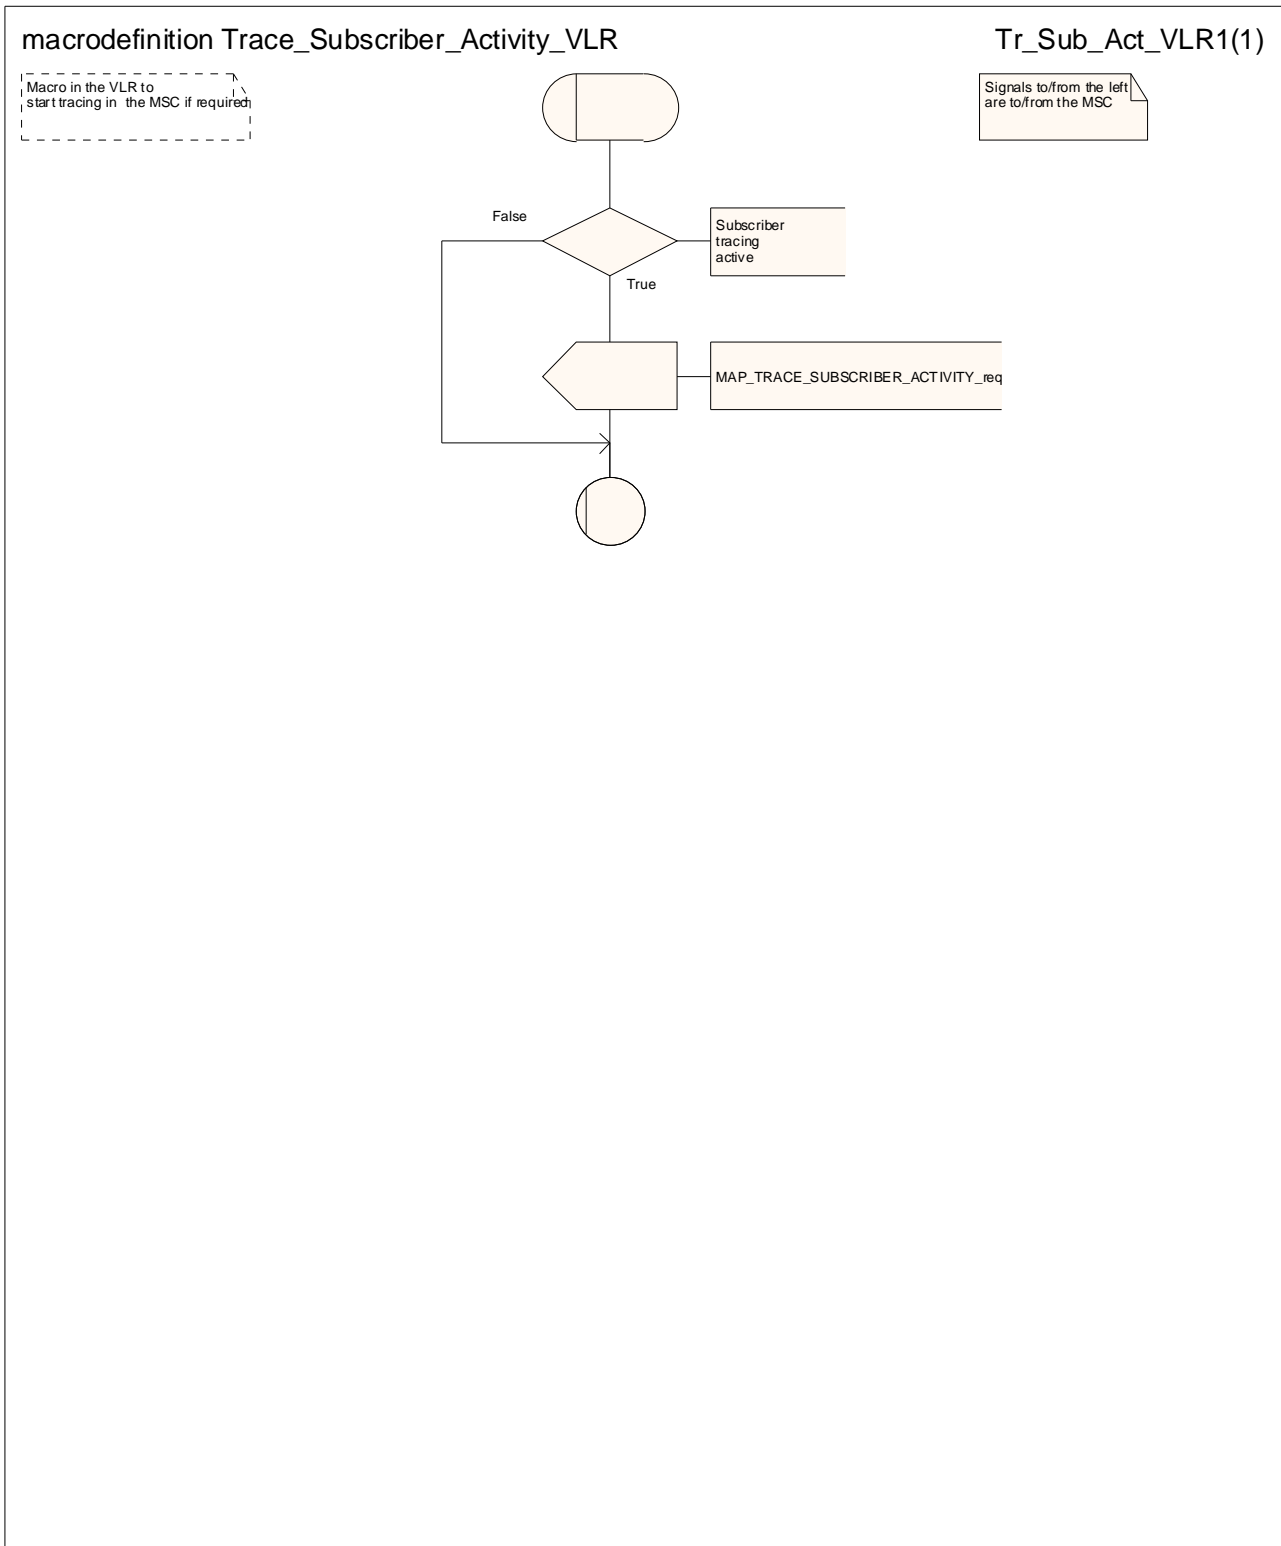 macrodefinition Trace_Subscriber_Activity_VLR
Tr_Sub_Act_VLR1(1)
Macro in the VLR to
start tracing in the MSC if required
Signals to/from the left
are to/from the MSC
False
Subscriber
tracing
active
True
MAP_TRACE_SUBSCRIBER_ACTIVITY_req